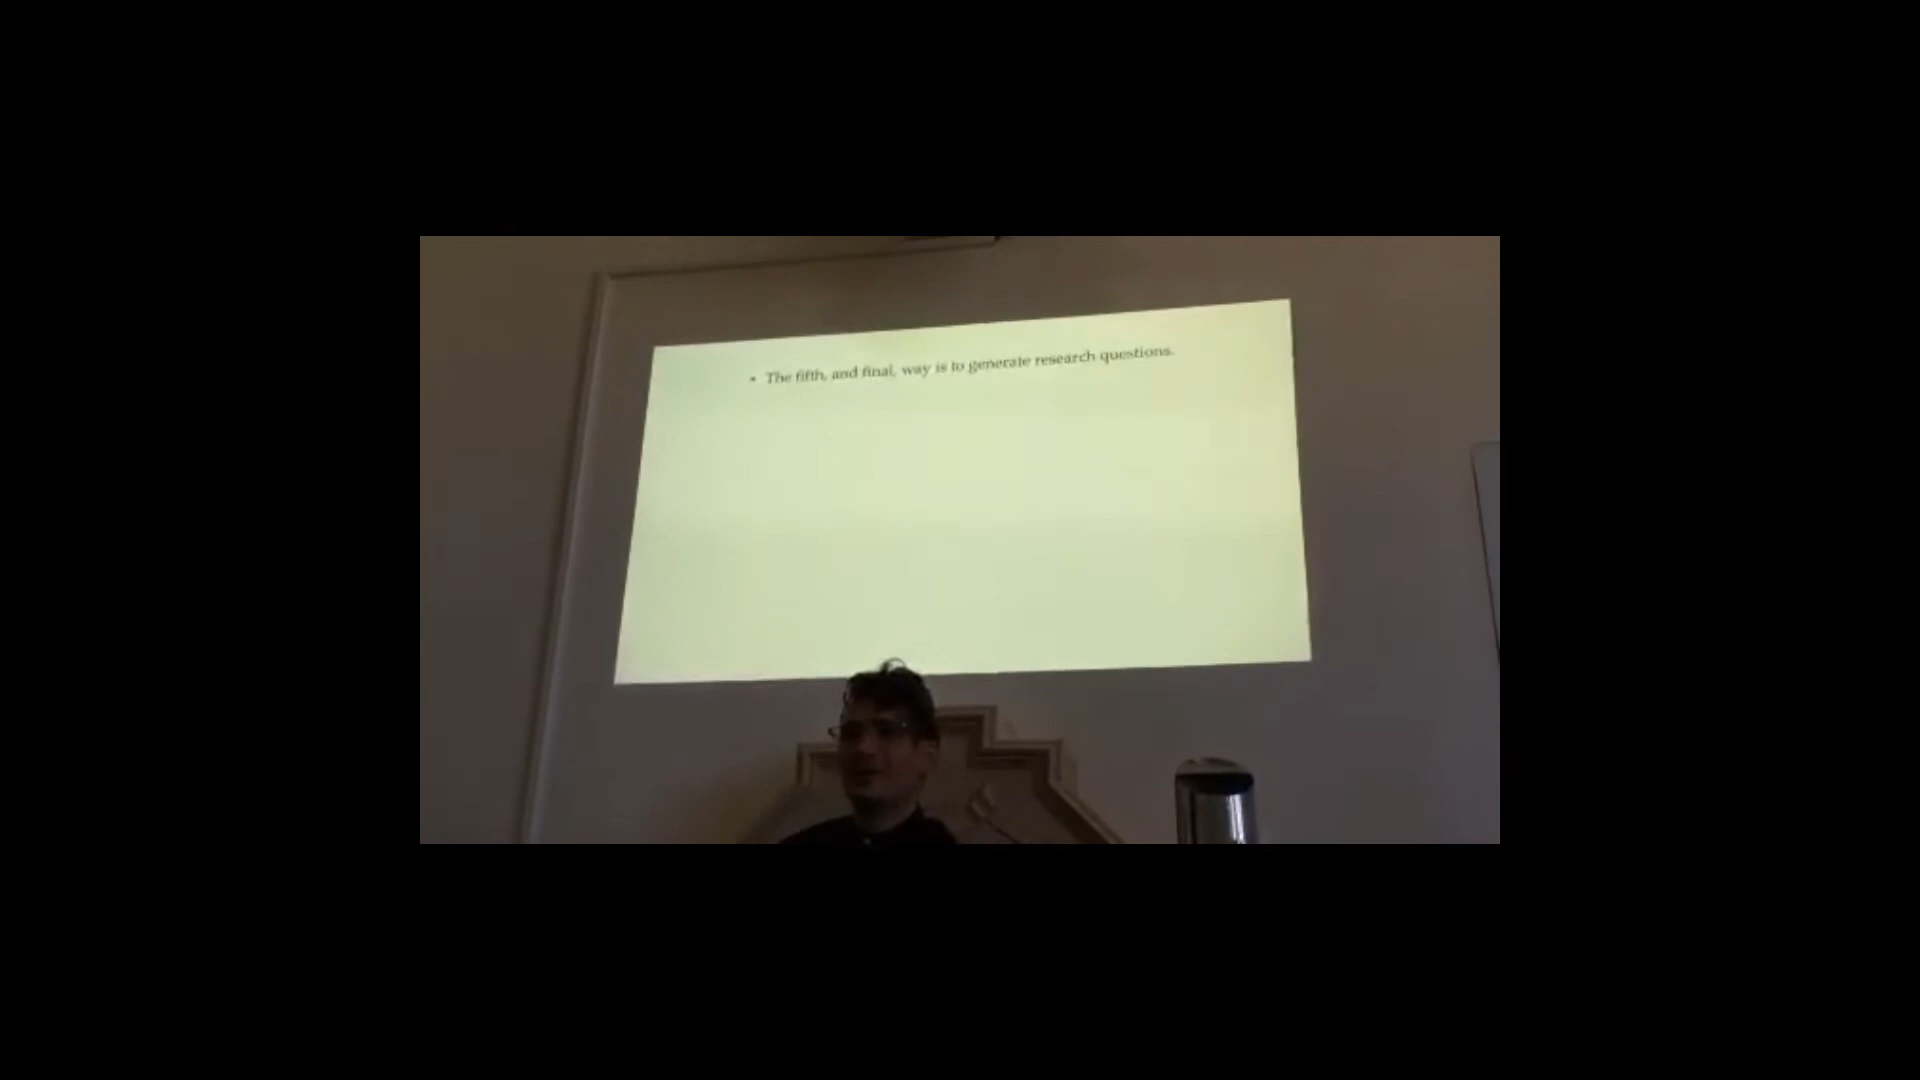 • The fifth, and final, way is to generate research questions.